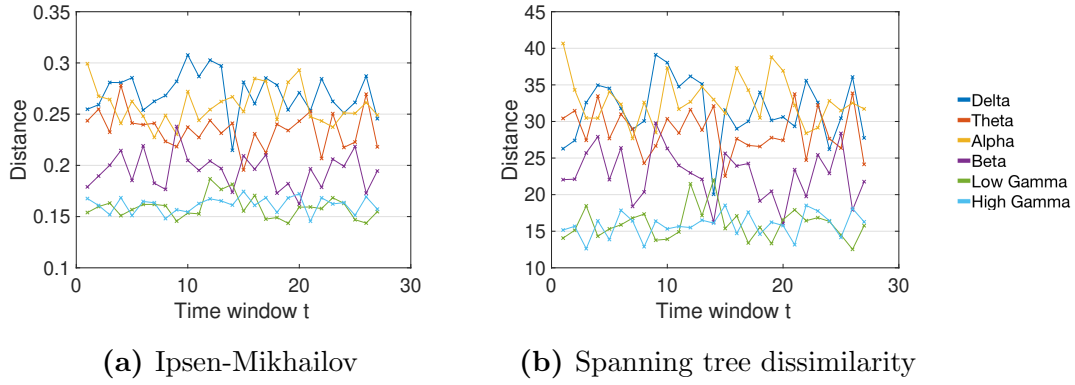 0.35
0.3
0.25
0.2
0.15
0.1
Distance
0
10
20
30
Time window t
(a) Ipsen-Mikhailov
45
40
35
30
25
20
15
10
Distance
0
10
20
30
Time window t
(b) Spanning tree dissimilarity
Delta
Theta
Alpha
Beta
Low Gamma
High Gamma